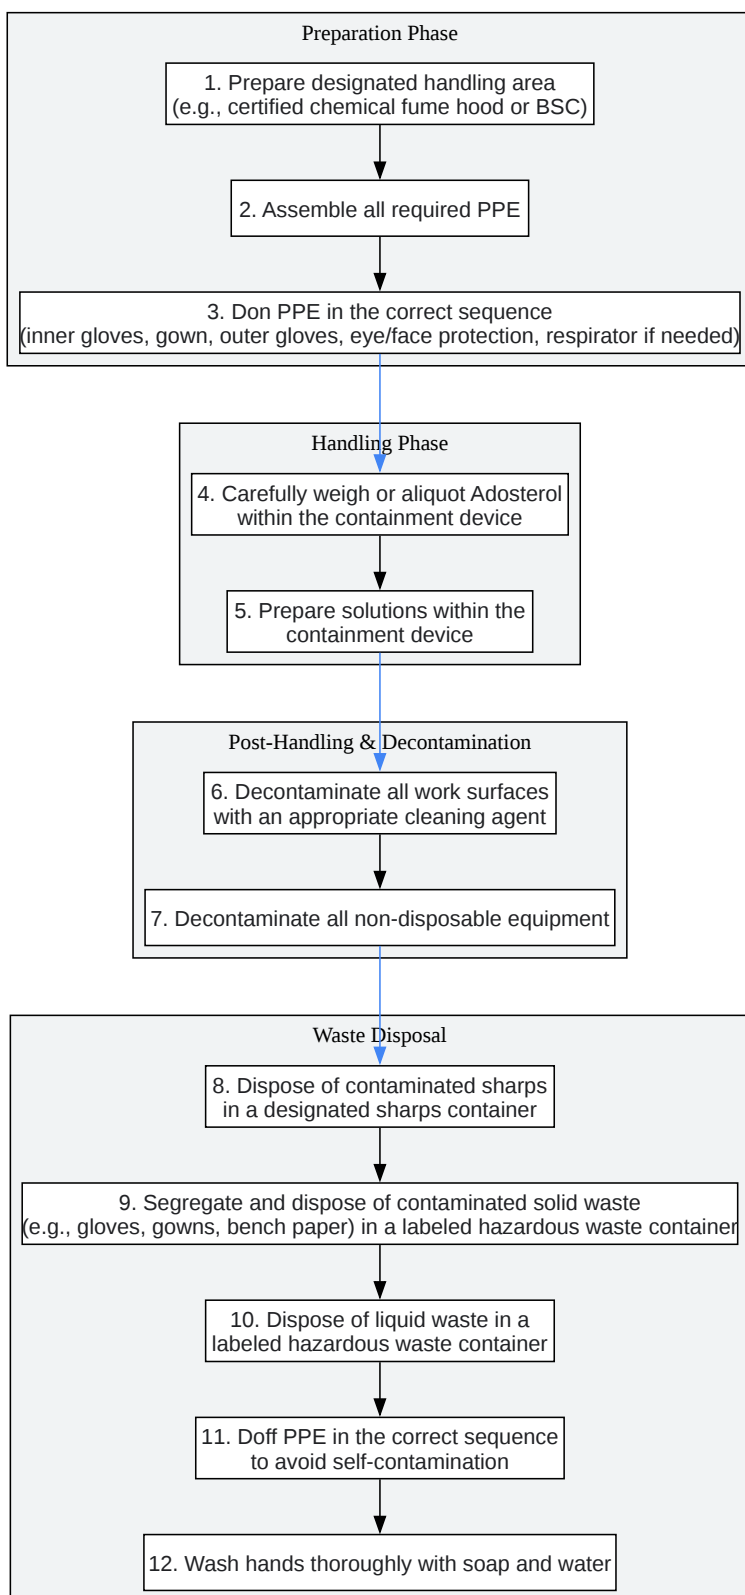 Preparation Phase
1. Prepare designated handling area
(e.g., certified chemical fume hood or BSC)
2. Assemble all required PPE
3. Don PPE in the correct sequence
(inner gloves, gown, outer gloves, eye/face protection, respirator if needed)
Handling Phase
4. Carefully weigh or aliquot Adosterol
within the containment device
5. Prepare solutions within the
containment device
Post-Handling & Decontamination
6. Decontaminate all work surfaces
with an appropriate cleaning agent
7. Decontaminate all non-disposable equipment
Waste Disposal
8. Dispose of contaminated sharps
in a designated sharps container
9. Segregate and dispose of contaminated solid waste
(e.g., gloves, gowns, bench paper) in a labeled hazardous waste container
10. Dispose of liquid waste in a
labeled hazardous waste container
11. Doff PPE in the correct sequence
to avoid self-contamination
12. Wash hands thoroughly with soap and water